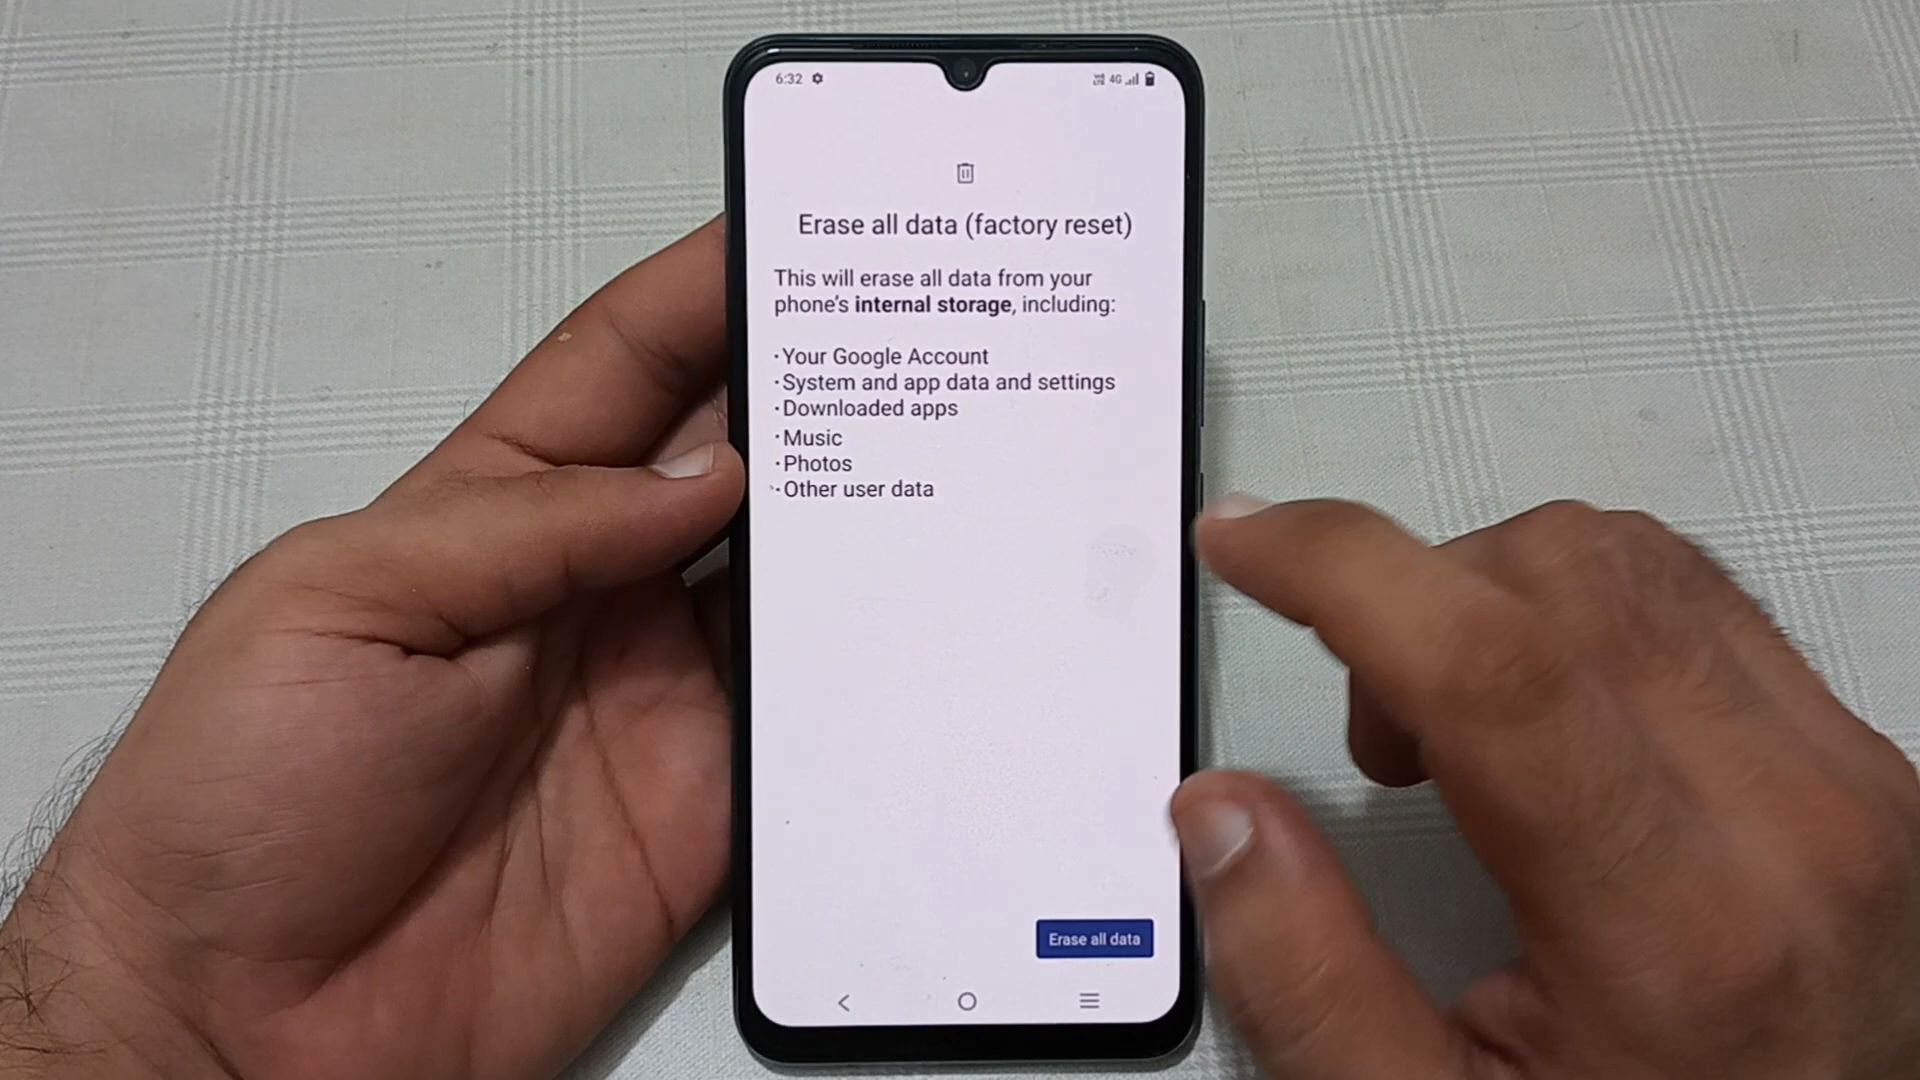 6:32 4G
Erase all data (factory reset)
This will erase all data from your
phone's internal storage, including:
·Your Google Account
·System and app data and settings
·Downloaded apps
·Music
·Photos
·Other user data
Erase all data